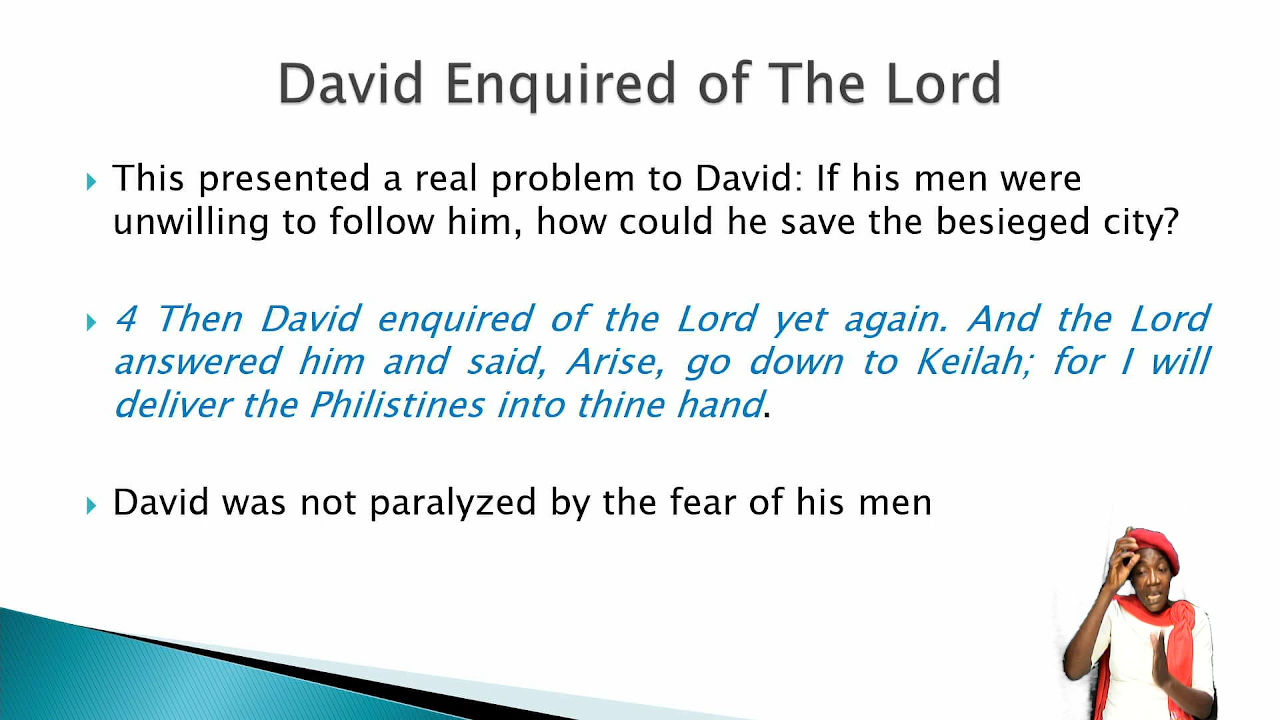 David Enquired of The Lord
This presented a real problem to David: If his men were
unwilling to follow him, how could he save the besieged city?
4 Then David enquired of the Lord yet again. And the Lord
answered him and said, Arise, go down to Keilah; for I will
deliver the Philistines into thine hand.
David was not paralyzed by the fear of his men